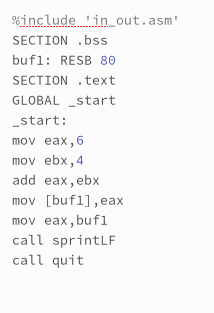 %include 'in_out.asm'
SECTION .bss
buf1: RESB 80
SECTION .text
GLOBAL _start
_start:
mov eax,6
mov ebx,4
add eax,ebx
mov [buf1],eax
mov eax,buf1
call sprintLF
call quit